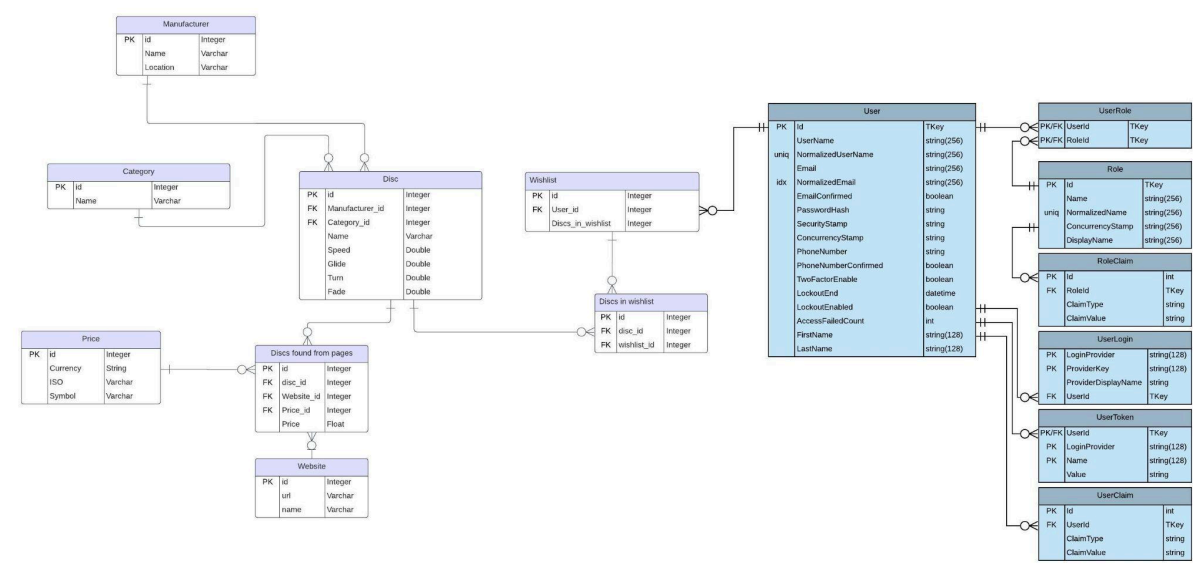 Manufacturer
PK id Integer
Name Varchar
Location Varchar
Category
PK id Integer
Name Varchar
Disc
PK id Integer
FK Manufacturer_id Integer
FK Category_id Integer
Name Varchar
Speed Double
Glide Double
Turn Double
Fade Double
Price
PK id Integer
Currency String
ISO Varchar
Symbol Varchar
Discs found from pages
PK id Integer
FK disc_id Integer
FK Website_id Integer
FK Price_id Integer
Price Float
Website
PK id Integer
url Varchar
name Varchar
Wishlist
PK id Integer
FK User_id Integer
Discs_in_wishlist Integer
Discs in wishlist
PK id Integer
FK disc_id Integer
FK wishlist_id Integer
User
PK Id TKey
UserName string(256)
uniq NormalizedUserName string(256)
Email string(256)
idx NormalizedEmail string(256)
EmailConfirmed boolean
PasswordHash string
SecurityStamp string
ConcurrencyStamp string
PhoneNumber string
PhoneNumberConfirmed boolean
TwoFactorEnable boolean
LockoutEnd datetime
LockoutEnabled boolean
AccessFailedCount int
FirstName string(128)
LastName string(128)
UserRole
PK/FK UserId TKey
PK/FK RoleId TKey
Role
PK Id TKey
Name string(256)
uniq NormalizedName string(256)
ConcurrencyStamp string(256)
DisplayName string(256)
RoleClaim
PK Id int
FK RoleId TKey
ClaimType string
ClaimValue string
UserLogin
PK LoginProvider string(128)
PK ProviderKey string(128)
ProviderDisplayName string
FK UserId TKey
UserToken
PK/FK UserId TKey
PK LoginProvider string(128)
PK Name string(128)
Value string
UserClaim
PK Id int
FK UserId TKey
ClaimType string
ClaimValue string